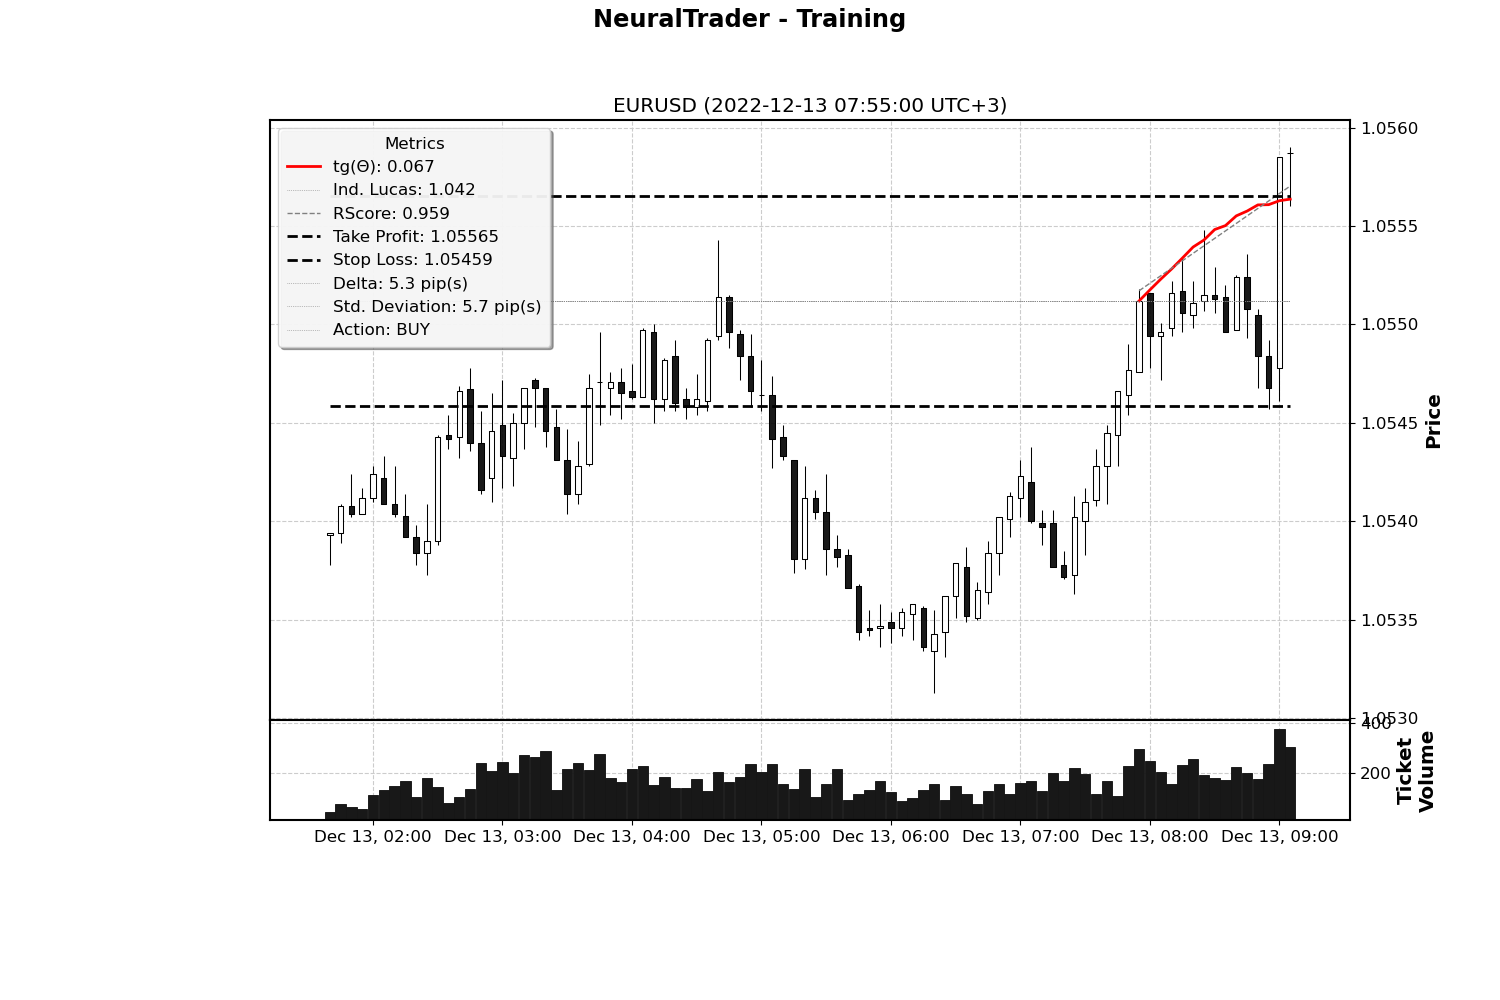 NeuralTrader - Training
EURUSD (2022-12-13 07:55:00 UTC+3)
Metrics
tg(Θ): 0.067
Ind. Lucas: 1.042
RScore: 0.959
Take Profit: 1.05565
Stop Loss: 1.05459
Delta: 5.3 pip(s)
Std. Deviation: 5.7 pip(s)
Action: BUY
1.0560
1.0555
1.0550
1.0545
1.0540
1.0535
1.0530
Price
400
200
Ticket
Volume
Dec 13, 02:00
Dec 13, 03:00
Dec 13, 04:00
Dec 13, 05:00
Dec 13, 06:00
Dec 13, 07:00
Dec 13, 08:00
Dec 13, 09:00